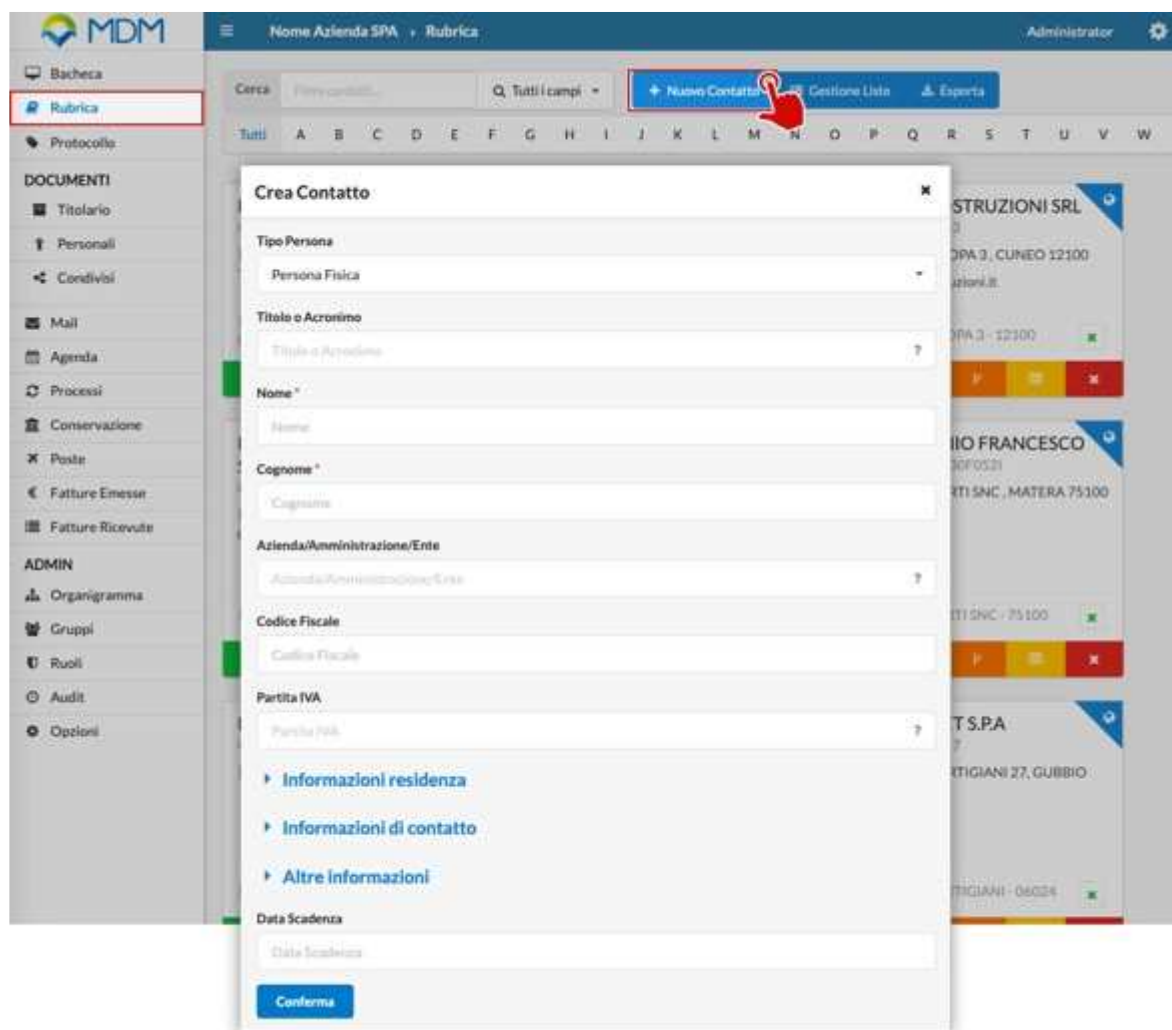 MDM
Nome Azienda SPA › Rubrica
Administrator
Bacheca
Rubrica
Protocollo
DOCUMENTI
Titolario
Personali
Condivisi
Mail
Agenda
Processi
Conservazione
Poste
Fatture Emesse
Fatture Ricevute
ADMIN
Organigramma
Gruppi
Ruoli
Audit
Opzioni
Cerca
Tutti i campi
+ Nuovo Contatto
Gestione Liste
Esporta
Tutti A B C D E F G H I J K L M N O P Q R S T U V W
Crea Contatto
Tipo Persona
Persona Fisica
Titolo o Acronimo
Titolo o Acronimo ?
Nome *
Nome
Cognome *
Cognome
Azienda/Amministrazione/Ente
Azienda/Amministrazione/Ente ?
Codice Fiscale
Codice Fiscale
Partita IVA
Partita IVA ?
Informazioni residenza
Informazioni di contatto
Altre informazioni
Data Scadenza
Data Scadenza
Conferma
STRUZIONI SRL
OPA 3, CUNEO 12100
uzioni.it
OPA 3 - 12100
IIO FRANCESCO
RTI SNC, MATERA 75100
RTI SNC - 75100
T S.P.A
RTIGIANI 27, GUBBIO
RTIGIANI - 06024